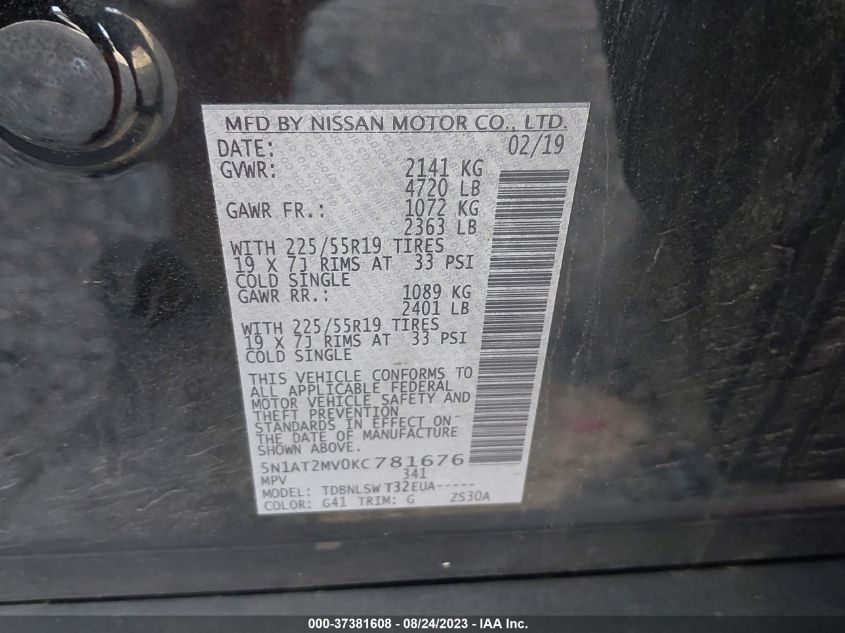 MFD BY NISSAN MOTOR CO., LTD.
DATE: 02/19
GVWR: 2141 KG
4720 LB
GAWR FR.: 1072 KG
2363 LB
WITH 225/55R19 TIRES
19 X 7J RIMS AT 33 PSI
COLD SINGLE
GAWR RR.: 1089 KG
2401 LB
WITH 225/55R19 TIRES
19 X 7J RIMS AT 33 PSI
COLD SINGLE
THIS VEHICLE CONFORMS TO
ALL APPLICABLE FEDERAL
MOTOR VEHICLE SAFETY AND
THEFT PREVENTION
STANDARDS IN EFFECT ON
THE DATE OF MANUFACTURE
SHOWN ABOVE.
5N1AT2MV0KC781676
MPV 341
MODEL: TDBNLSW T32EUA-----
COLOR: G41 TRIM: G ZS30A
000-37381608 - 08/24/2023 - IAA Inc.